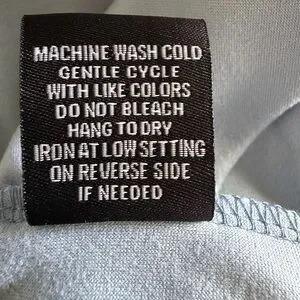 MACHINE WASH COLD
GENTLE CYCLE
WITH LIKE COLORS
DO NOT BLEACH
HANG TO DRY
IRON AT LOW SETTING
ON REVERSE SIDE
IF NEEDED